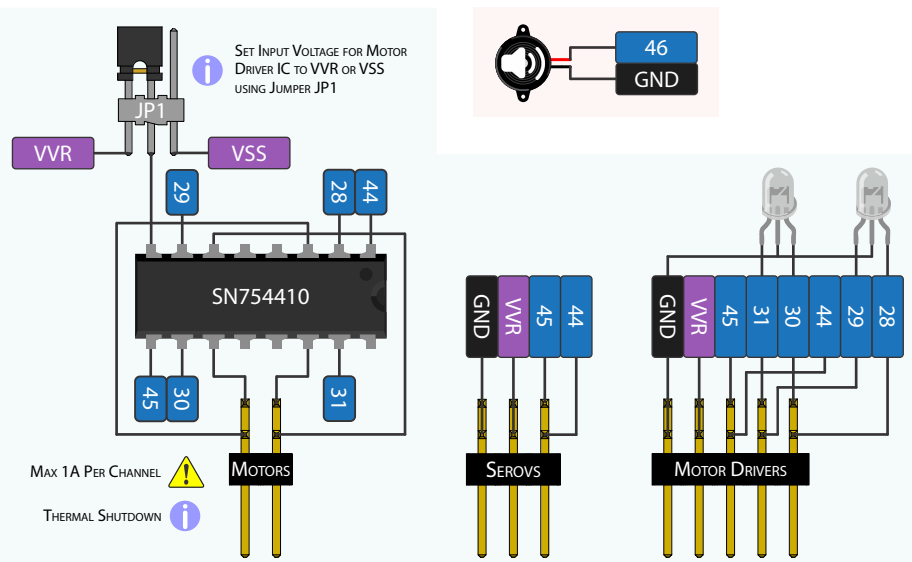 SET INPUT VOLTAGE FOR MOTOR
DRIVER IC TO VVR OR VSS
USING JUMPER JP1
JP1
VVR
VSS
29
28
44
SN754410
45
30
31
MAX 1A PER CHANNEL
THERMAL SHUTDOWN
MOTORS
46
GND
GND
VVR
45
44
SEROVS
GND
VVR
45
31
30
44
29
28
MOTOR DRIVERS